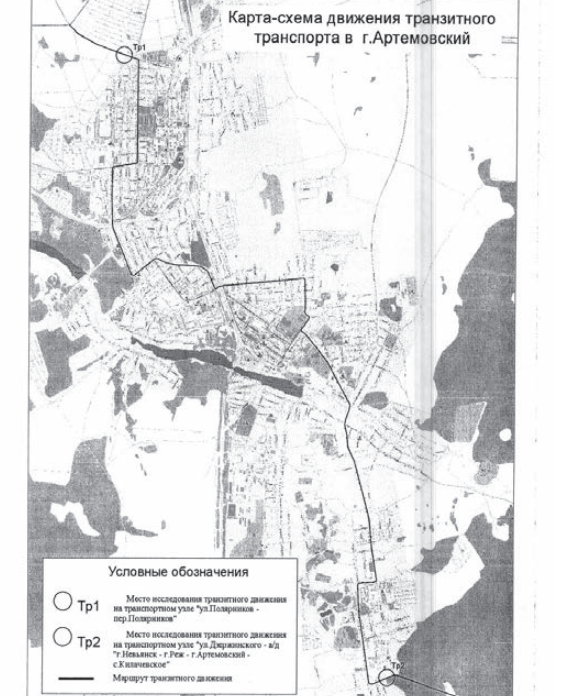 Карта-схема движения транзитного
транспорта в г.Артемовский
Тр1
Тр2
Условные обозначения
Тр1
Место исследования транзитного движения
на транспортном узле "ул.Полярников -
пер.Полярников"
Тр2
Место исследования транзитного движения
на транспортном узле "ул.Дзержинского - а/д
"г.Невьянск - г.Реж - г.Артемовский -
с.Килачевское"
Маршрут транзитного движения